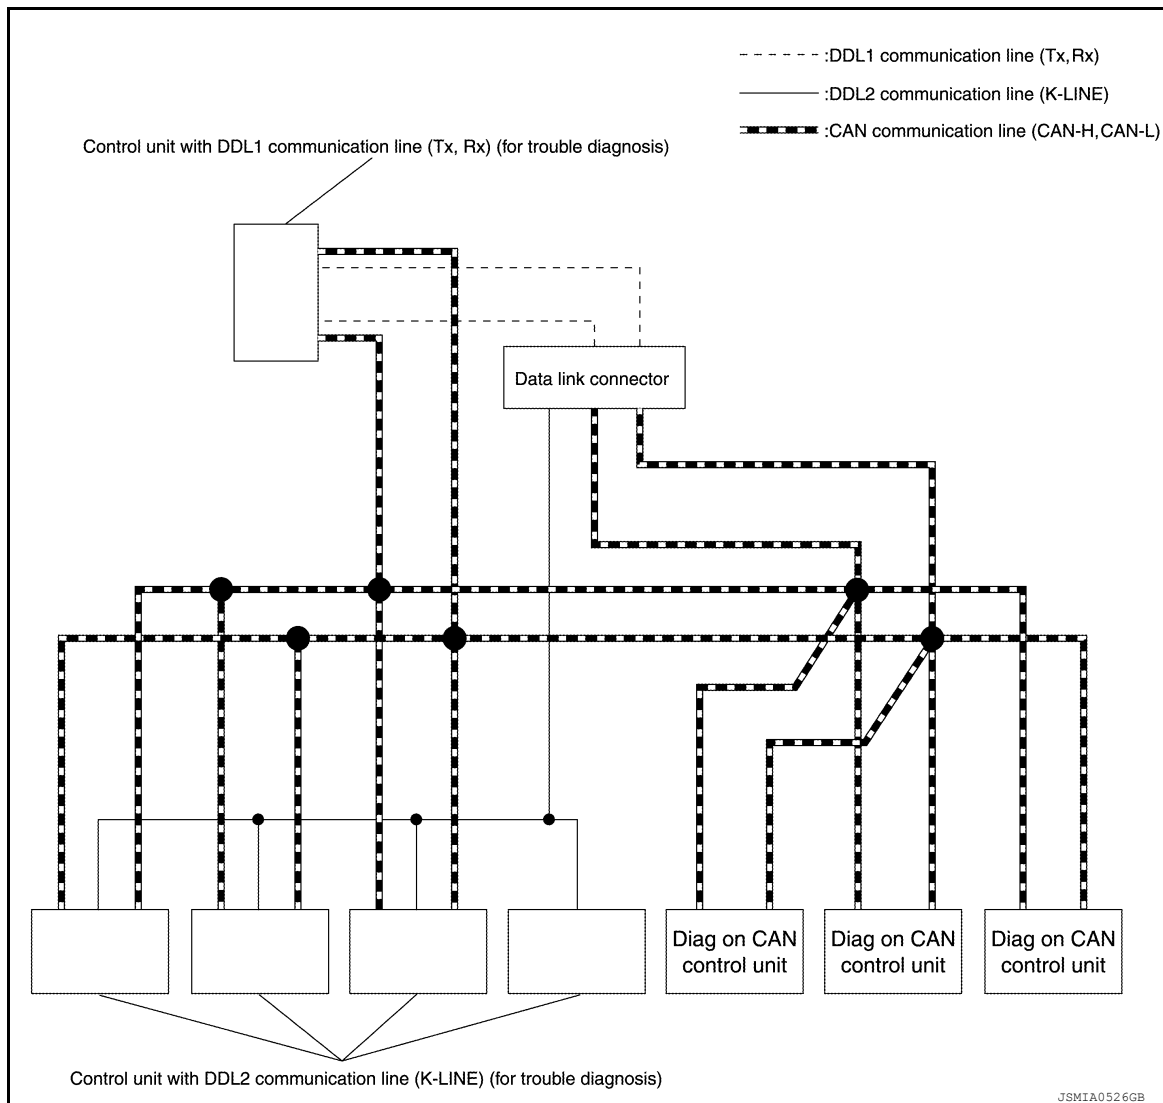 :DDL1 communication line (Tx,Rx)
:DDL2 communication line (K-LINE)
:CAN communication line (CAN-H,CAN-L)
Control unit with DDL1 communication line (Tx, Rx) (for trouble diagnosis)
Data link connector
Diag on CAN
control unit
Diag on CAN
control unit
Diag on CAN
control unit
Control unit with DDL2 communication line (K-LINE) (for trouble diagnosis)
JSMIA0526GB